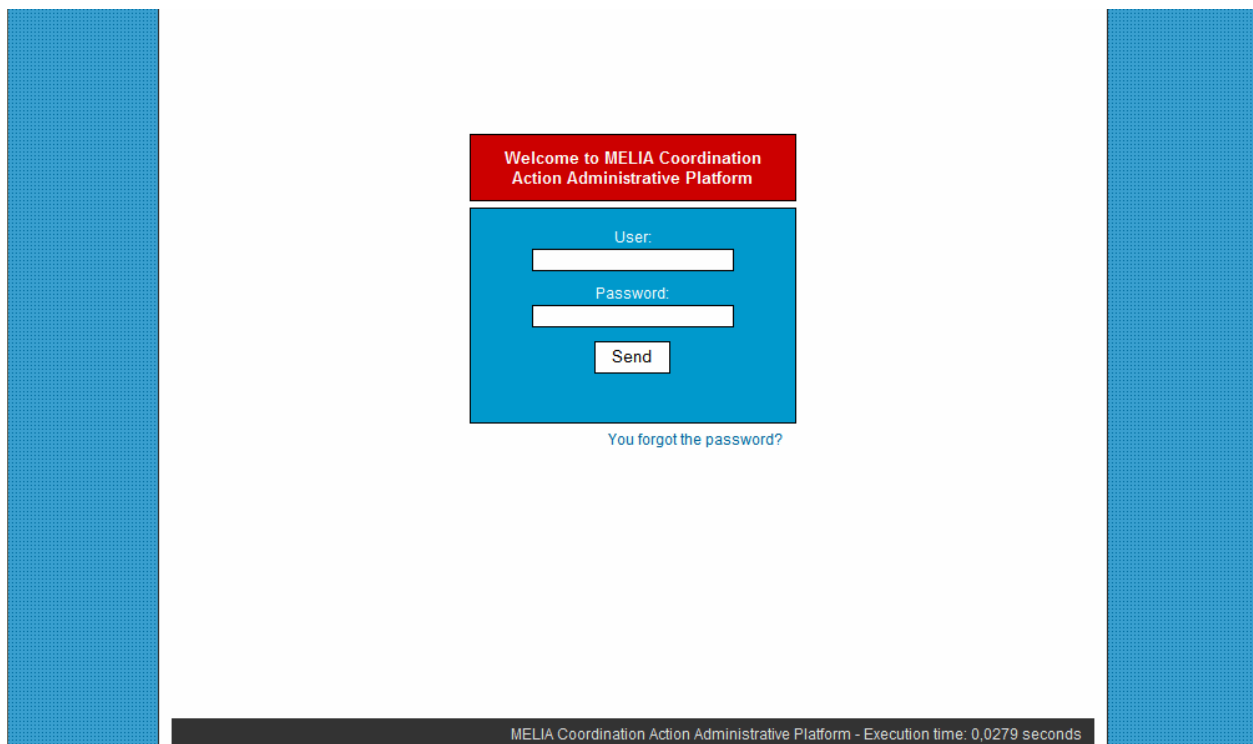 Welcome to MELIA Coordination
Action Administrative Platform
User:
Password:
Send
You forgot the password?
MELIA Coordination Action Administrative Platform - Execution time: 0,0279 seconds